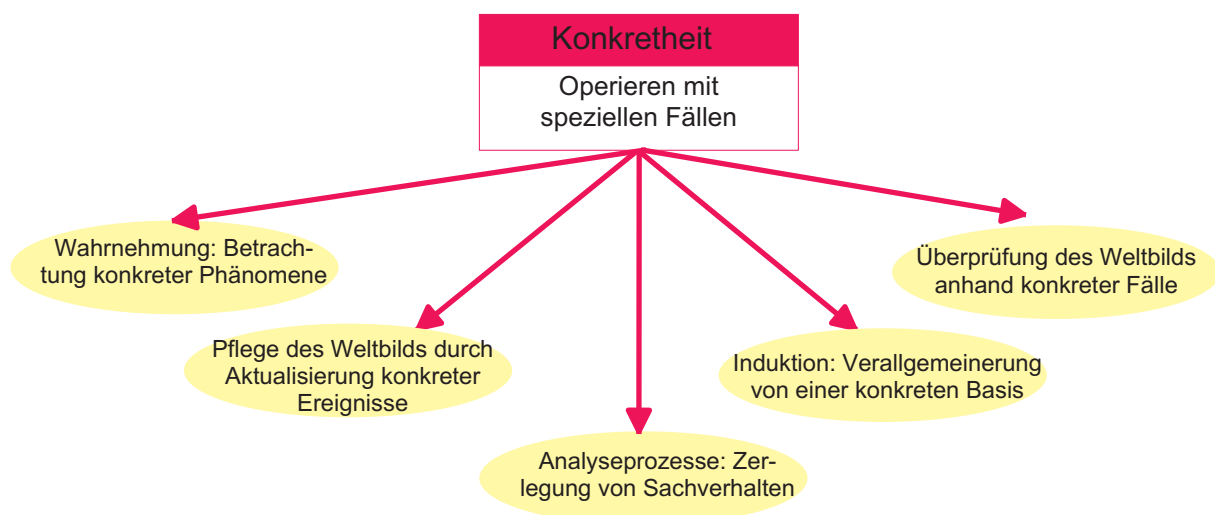 Konkretheit
Operieren mit
speziellen Fällen
Wahrnehmung: Betrach-
tung konkreter Phänomene
Überprüfung des Weltbilds
anhand konkreter Fälle
Pflege des Weltbilds durch
Aktualisierung konkreter
Ereignisse
Induktion: Verallgemeinerung
von einer konkreten Basis
Analyseprozesse: Zer-
legung von Sachverhalten